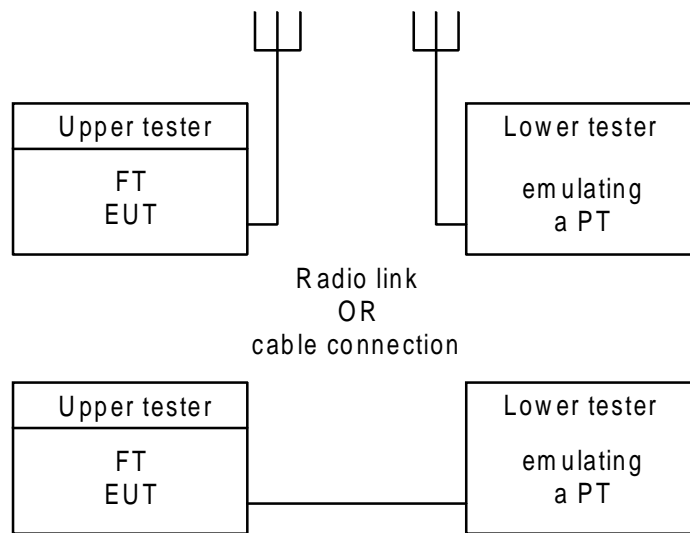 Upper tester
FT
EUT
Lower tester
emulating
a PT
Radio link
OR
cable connection
Upper tester
FT
EUT
Lower tester
emulating
a PT